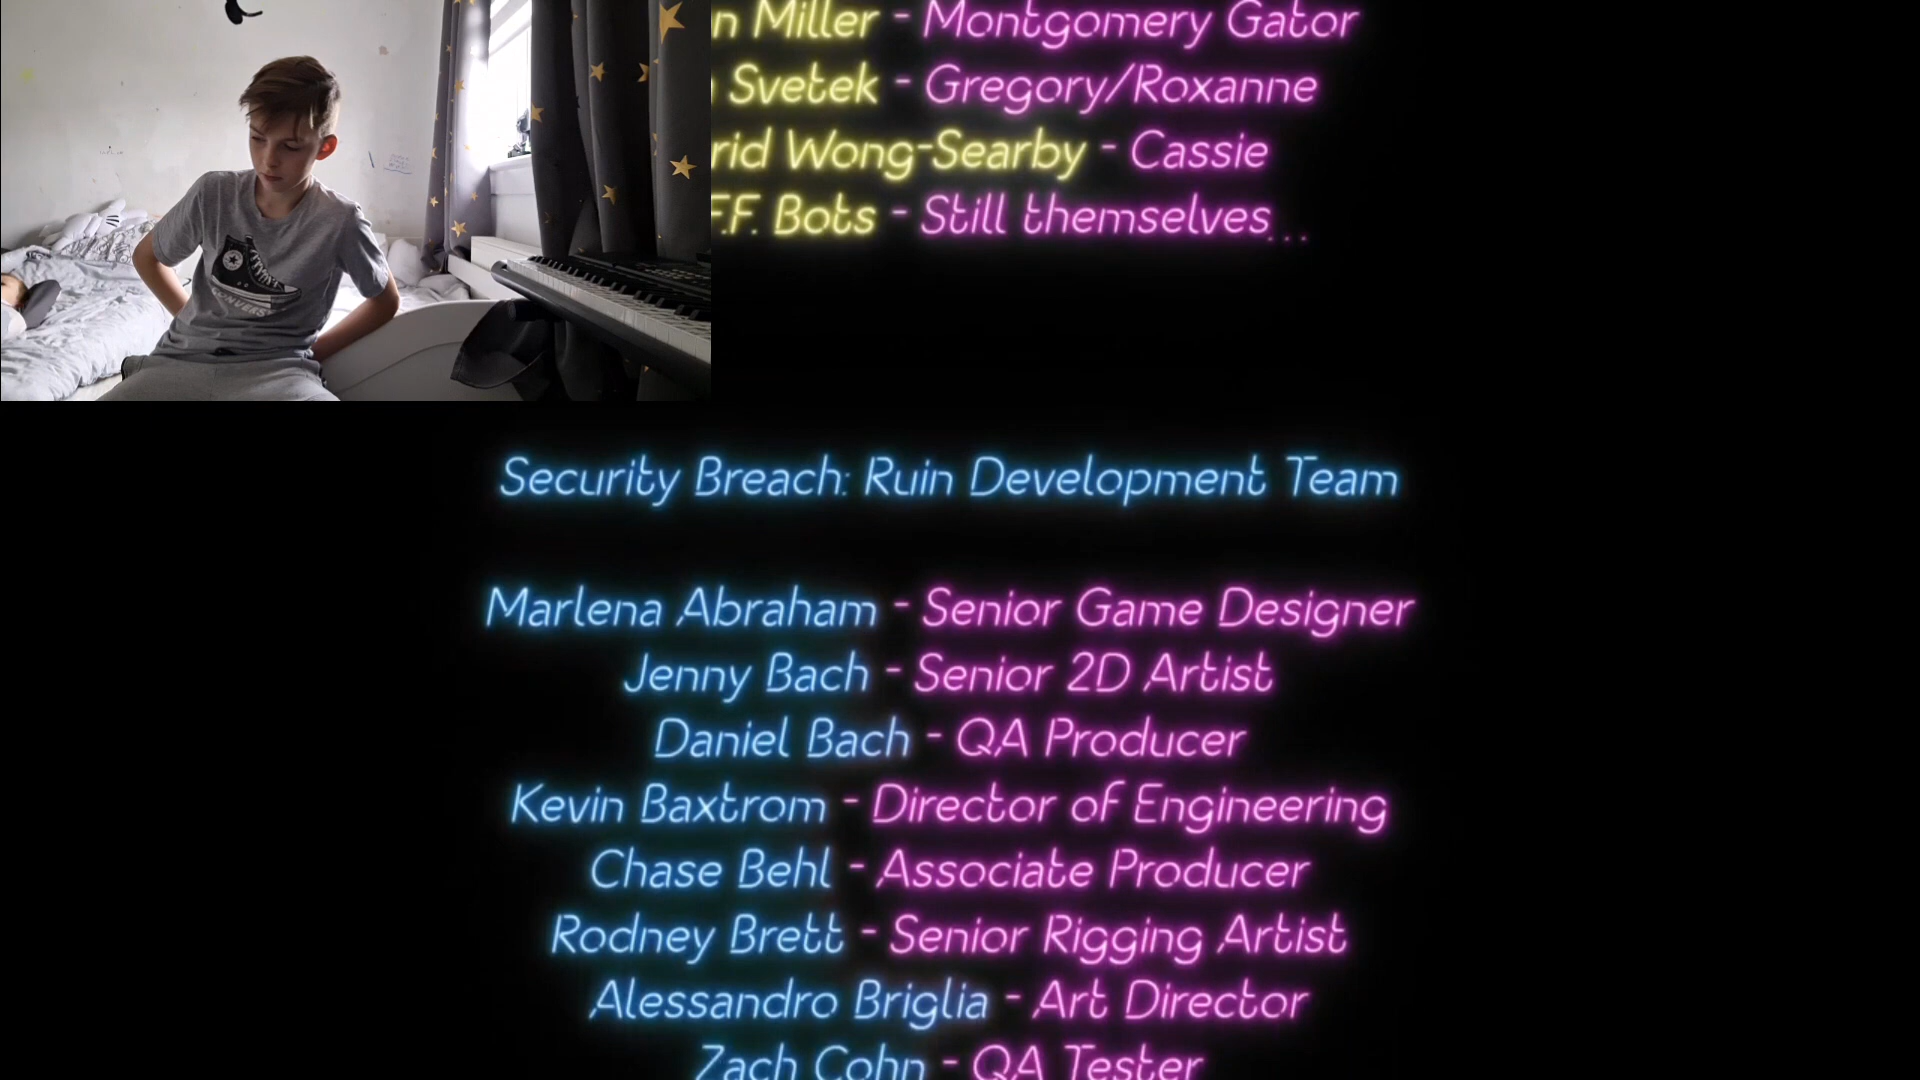 Miller - Montgomery Gator
Svetek - Gregory/Roxanne
Wong-Searby - Cassie
Bots - Still themselves...
CONVERSE
Security Breach: Ruin Development Team
Marlena Abraham - Senior Game Designer
Jenny Bach - Senior 2D Artist
Daniel Bach - QA Producer
Kevin Baxtrom - Director of Engineering
Chase Behl - Associate Producer
Rodney Brett - Senior Rigging Artist
Alessandro Briglia - Art Director
Zach Cohn - QA Tester